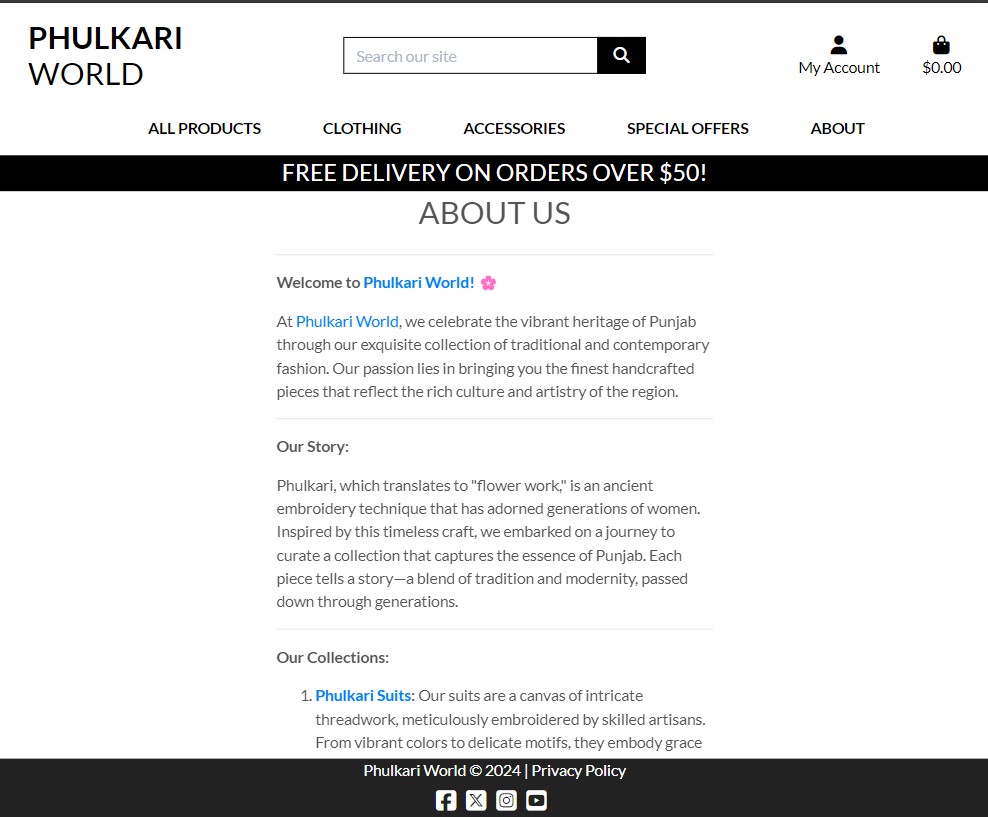 PHULKARI
WORLD
Search our site
My Account
$0.00
ALL PRODUCTS
CLOTHING
ACCESSORIES
SPECIAL OFFERS
ABOUT
FREE DELIVERY ON ORDERS OVER $50!
ABOUT US
Welcome to Phulkari World! 🌸
At Phulkari World, we celebrate the vibrant heritage of Punjab
through our exquisite collection of traditional and contemporary
fashion. Our passion lies in bringing you the finest handcrafted
pieces that reflect the rich culture and artistry of the region.
Our Story:
Phulkari, which translates to "flower work," is an ancient
embroidery technique that has adorned generations of women.
Inspired by this timeless craft, we embarked on a journey to
curate a collection that captures the essence of Punjab. Each
piece tells a story—a blend of tradition and modernity, passed
down through generations.
Our Collections:
1. Phulkari Suits: Our suits are a canvas of intricate
threadwork, meticulously embroidered by skilled artisans.
From vibrant colors to delicate motifs, they embody grace
Phulkari World © 2024 | Privacy Policy